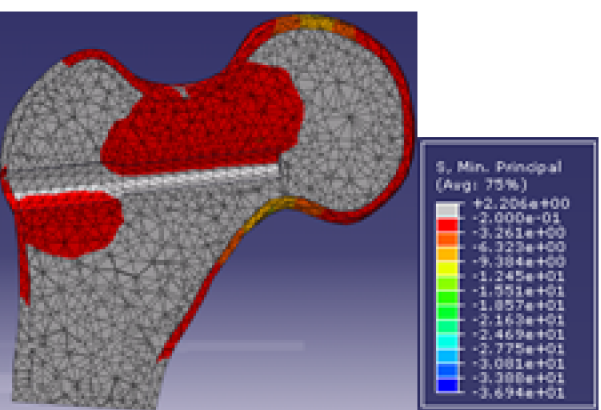 S, Min. Principal
(Avg: 75%)
+2.206e+00
-2.000e-01
-3.261e+00
-6.323e+00
-9.384e+00
-1.245e+01
-1.551e+01
-1.857e+01
-2.163e+01
-2.469e+01
-2.775e+01
-3.081e+01
-3.388e+01
-3.694e+01